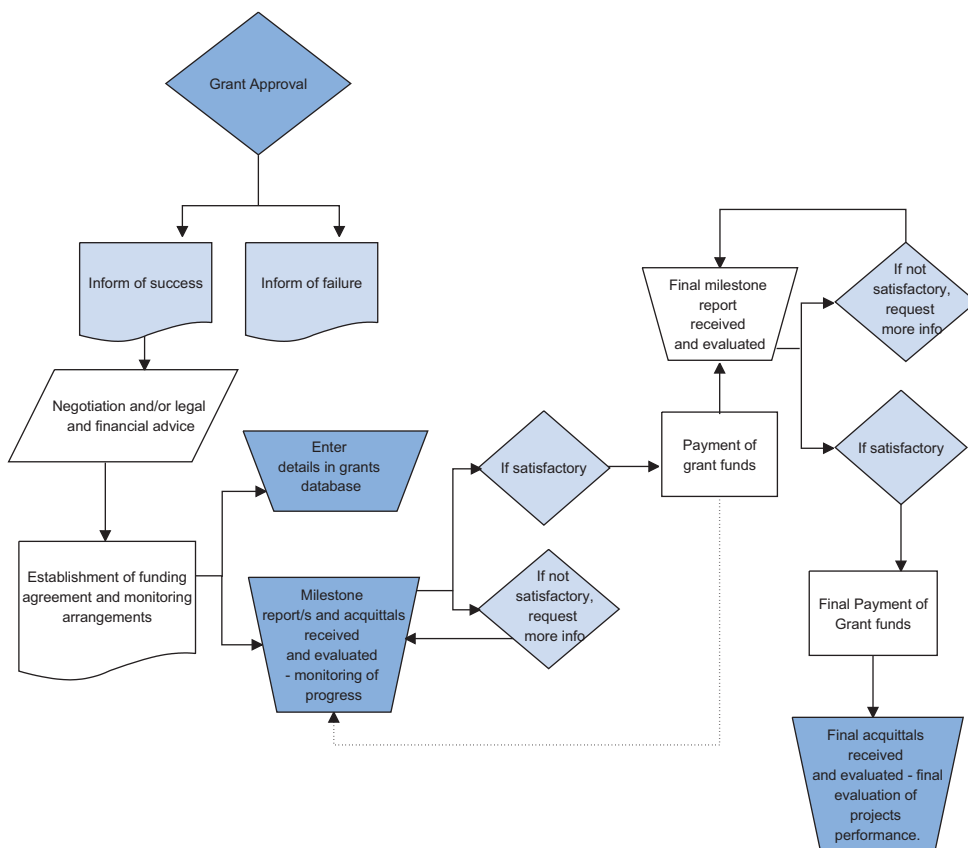 Grant Approval
Inform of success
Inform of failure
Negotiation and/or legal
and financial advice
Enter
details in grants
database
Establishment of funding
agreement and monitoring
arrangements
Milestone
report/s and acquittals
received
and evaluated
- monitoring of
progress
If satisfactory
If not
satisfactory,
request
more info
Payment of
grant funds
Final milestone
report
received
and evaluated
If not
satisfactory,
request
more info
If satisfactory
Final Payment of
Grant funds
Final acquittals
received
and evaluated - final
evaluation of
projects
performance.